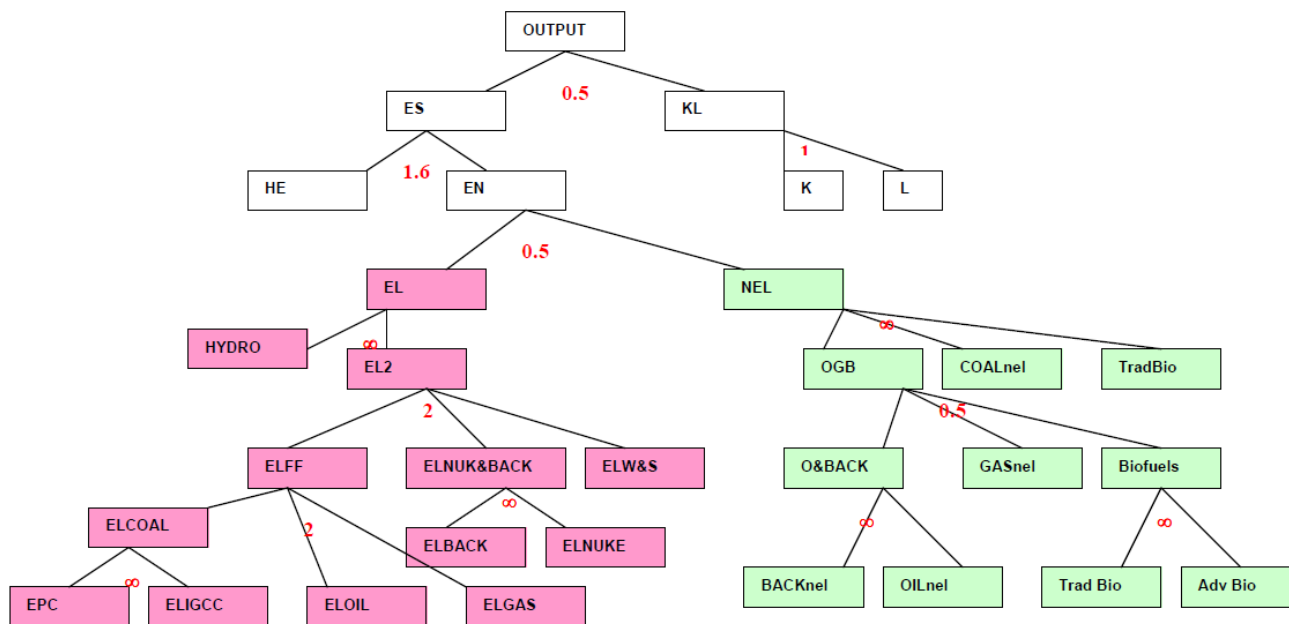 OUTPUT
0.5
ES
KL
1.6
1
HE
EN
K
L
0.5
EL
NEL
∞
HYDRO
∞
EL2
OGB
COALnel
TradBio
2
0.5
ELFF
ELNUK&BACK
ELW&S
O&BACK
GASnel
Biofuels
∞
ELCOAL
2
ELBACK
ELNUKE
∞
∞
∞
EPC
ELIGCC
ELOIL
ELGAS
BACKnel
OILnel
Trad Bio
Adv Bio